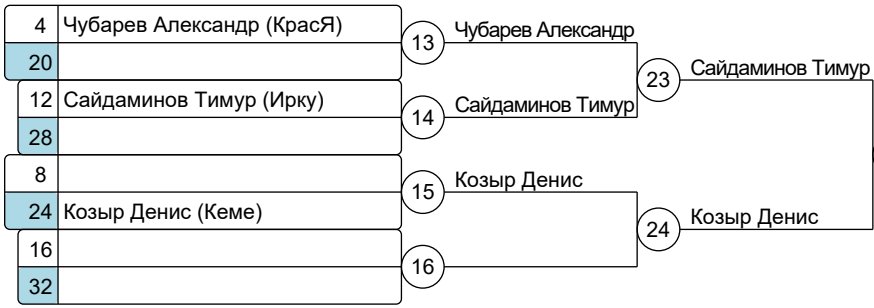 4 Чубарев Александр (КрасЯ)
13 Чубарев Александр
20
23 Сайдаминов Тимур
12 Сайдаминов Тимур (Ирку)
14 Сайдаминов Тимур
28
8
15 Козыр Денис
24 Козыр Денис (Кеме)
24 Козыр Денис
16
16
32